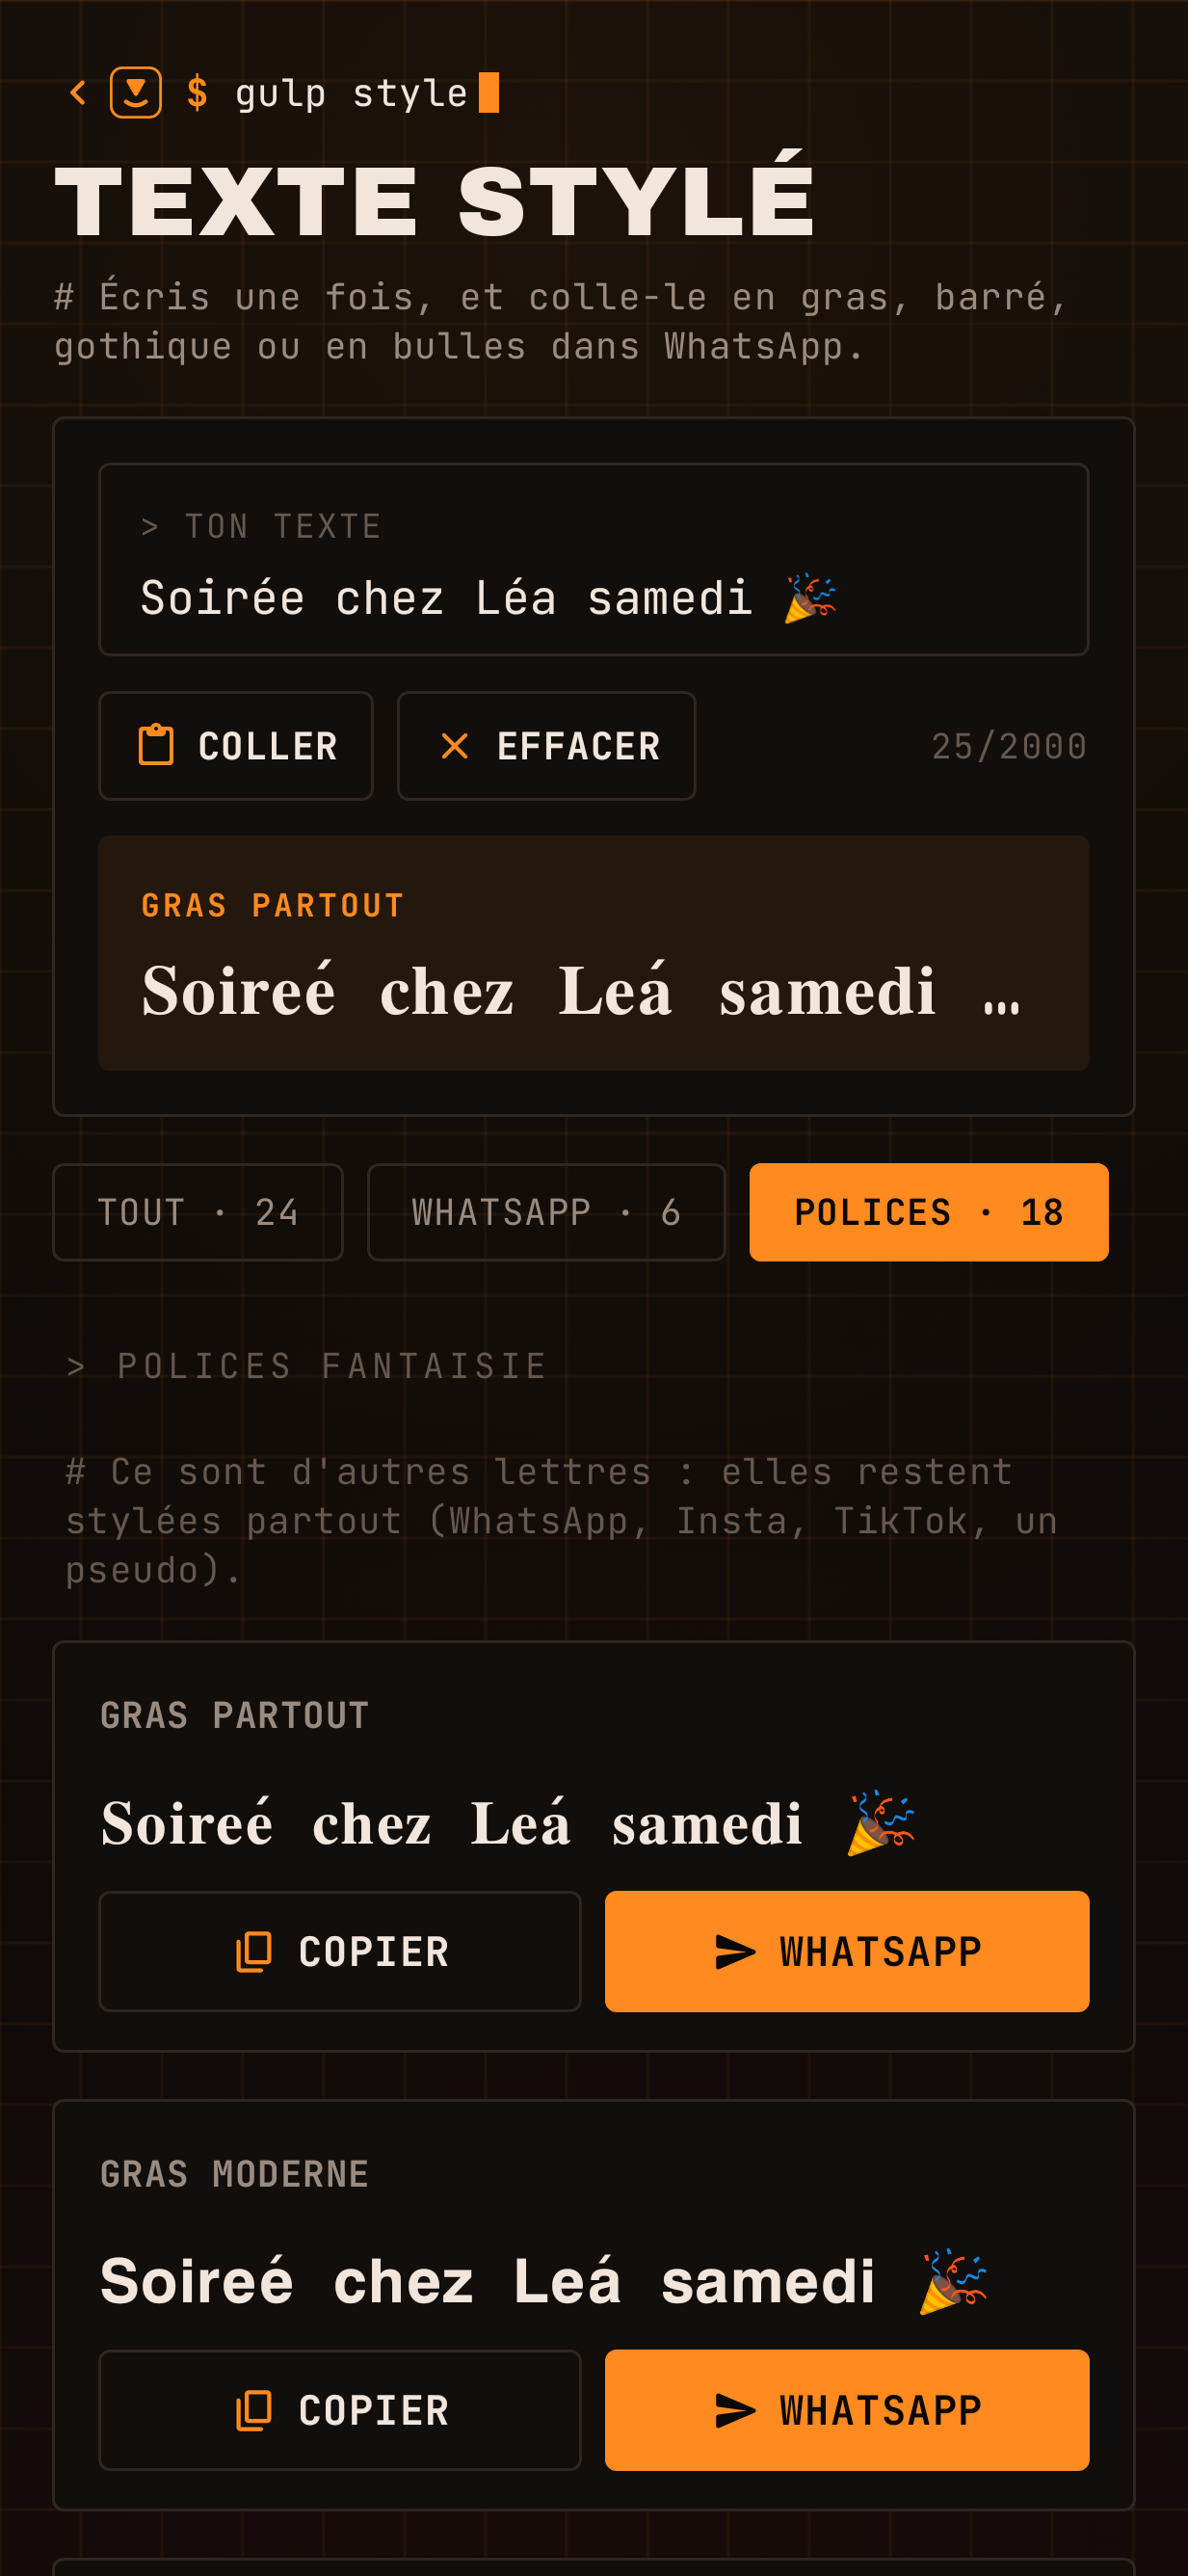 $ gulp style
TEXTE STYLÉ
# Écris une fois, et colle-le en gras, barré,
gothique ou en bulles dans WhatsApp.
> TON TEXTE
Soirée chez Léa samedi 🎉
COLLER
EFFACER
25/2000
GRAS PARTOUT
Soireé chez Leá samedi …
TOUT · 24
WHATSAPP · 6
POLICES · 18
> POLICES FANTAISIE
# Ce sont d'autres lettres : elles restent
stylées partout (WhatsApp, Insta, TikTok, un
pseudo).
GRAS PARTOUT
Soireé chez Leá samedi 🎉
COPIER
WHATSAPP
GRAS MODERNE
Soireé chez Leá samedi 🎉
COPIER
WHATSAPP